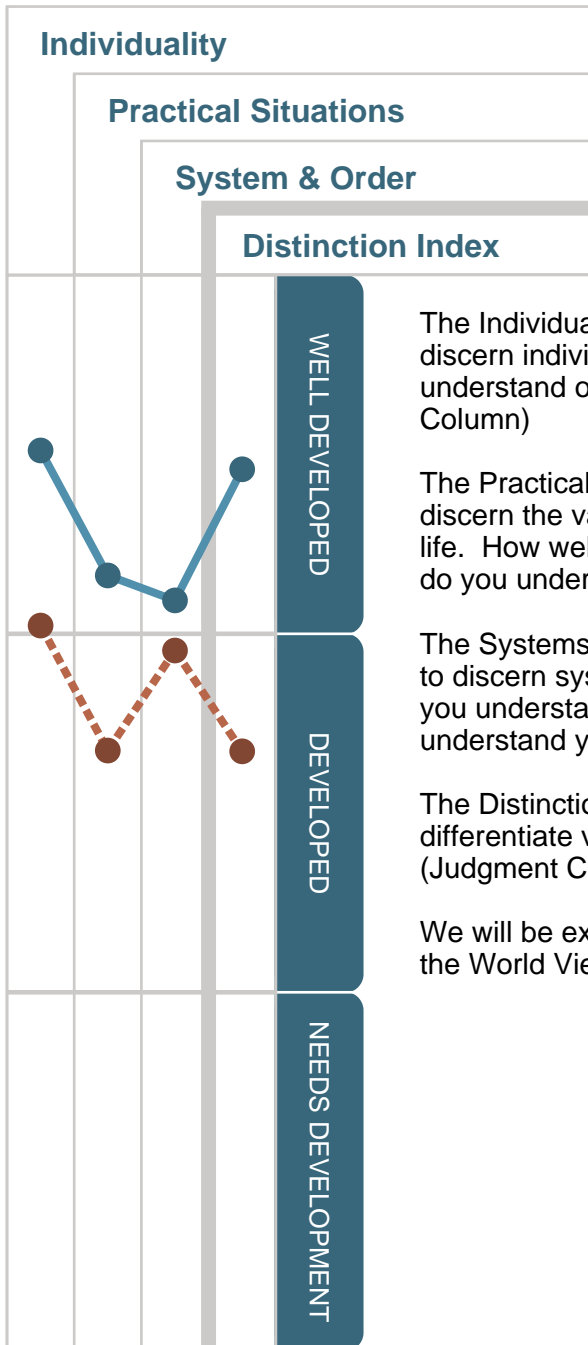 Individuality
Practical Situations
System & Order
Distinction Index
WELL DEVELOPED
DEVELOPED
NEEDS DEVELOPMENT
The Individua
discern indivi
understand o
Column)
The Practical
discern the va
life.  How wel
do you under
The Systems
to discern sys
you understa
understand y
The Distinctio
differentiate v
(Judgment C
We will be ex
the World Vie